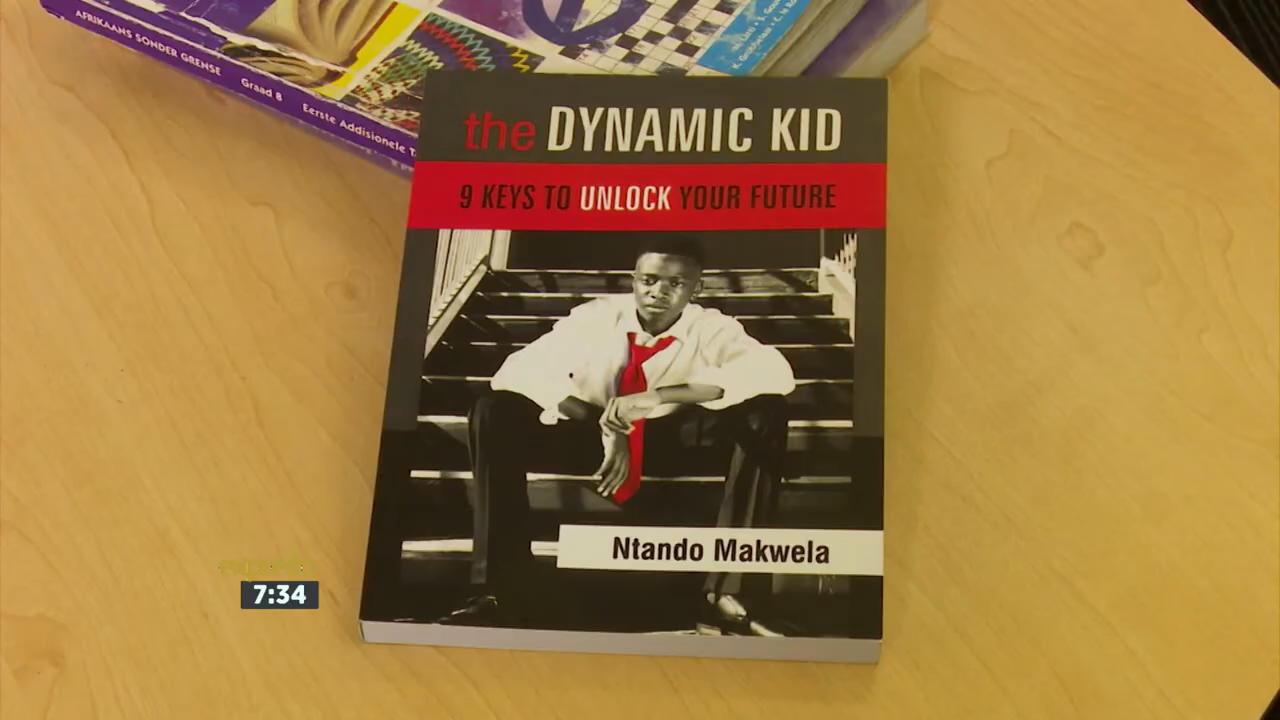 AFRIKAANS SONDER GRENSE Graad 8 Eerste Addisionele
the DYNAMIC KID
9 KEYS TO UNLOCK YOUR FUTURE
Ntando Makwela
7:34